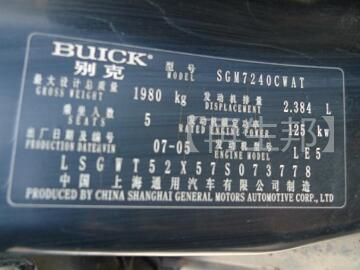 BUICK
别克
型号 MODEL SGM7240CWAT
最大设计总质量 GROSS WEIGHT 1980 kg
发动机排量 DISPLACEMENT 2.384 L
乘坐人数 SEATS 5
发动机额定功率 RATED ENGINE POWER 125 kw
出厂日期 PRODUCTION DATE/VIN 07-05
发动机型号 ENGINE MODEL LE5
LSGWT52X57S073778
中国上海通用汽车有限公司制造
PRODUCED BY CHINA SHANGHAI GENERAL MOTORS AUTOMOTIVE CORP., LTD